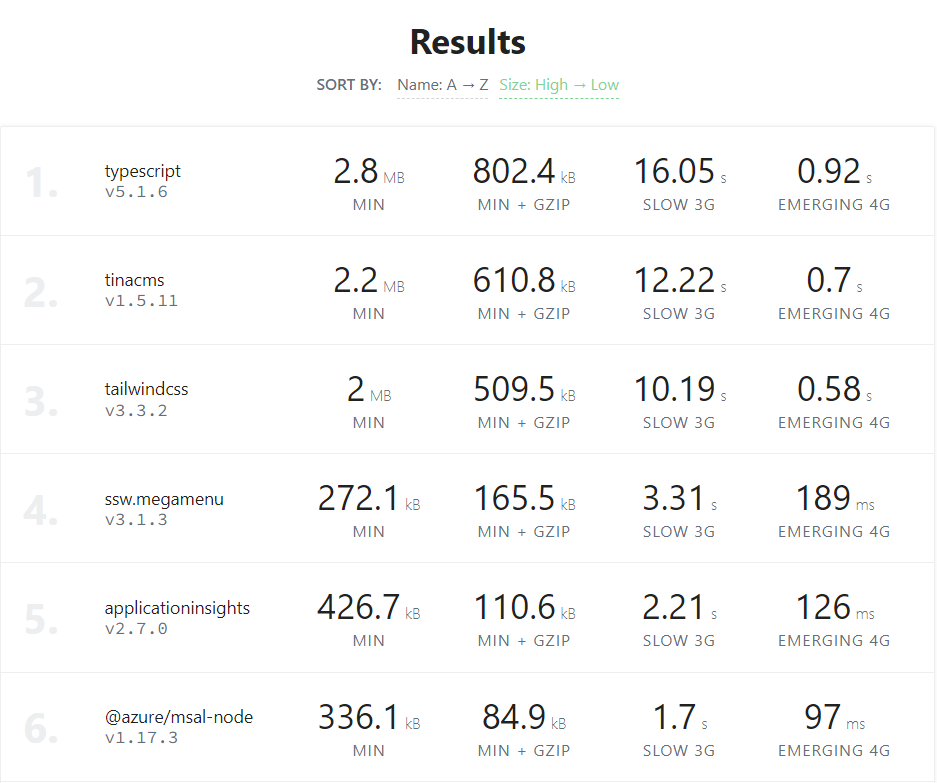 Results
SORT BY: Name: A → Z Size: High → Low
1. typescript v5.1.6 2.8 MB MIN 802.4 kB MIN + GZIP 16.05 s SLOW 3G 0.92 s EMERGING 4G
2. tinacms v1.5.11 2.2 MB MIN 610.8 kB MIN + GZIP 12.22 s SLOW 3G 0.7 s EMERGING 4G
3. tailwindcss v3.3.2 2 MB MIN 509.5 kB MIN + GZIP 10.19 s SLOW 3G 0.58 s EMERGING 4G
4. ssw.megamenu v3.1.3 272.1 kB MIN 165.5 kB MIN + GZIP 3.31 s SLOW 3G 189 ms EMERGING 4G
5. applicationinsights v2.7.0 426.7 kB MIN 110.6 kB MIN + GZIP 2.21 s SLOW 3G 126 ms EMERGING 4G
6. @azure/msal-node v1.17.3 336.1 kB MIN 84.9 kB MIN + GZIP 1.7 s SLOW 3G 97 ms EMERGING 4G